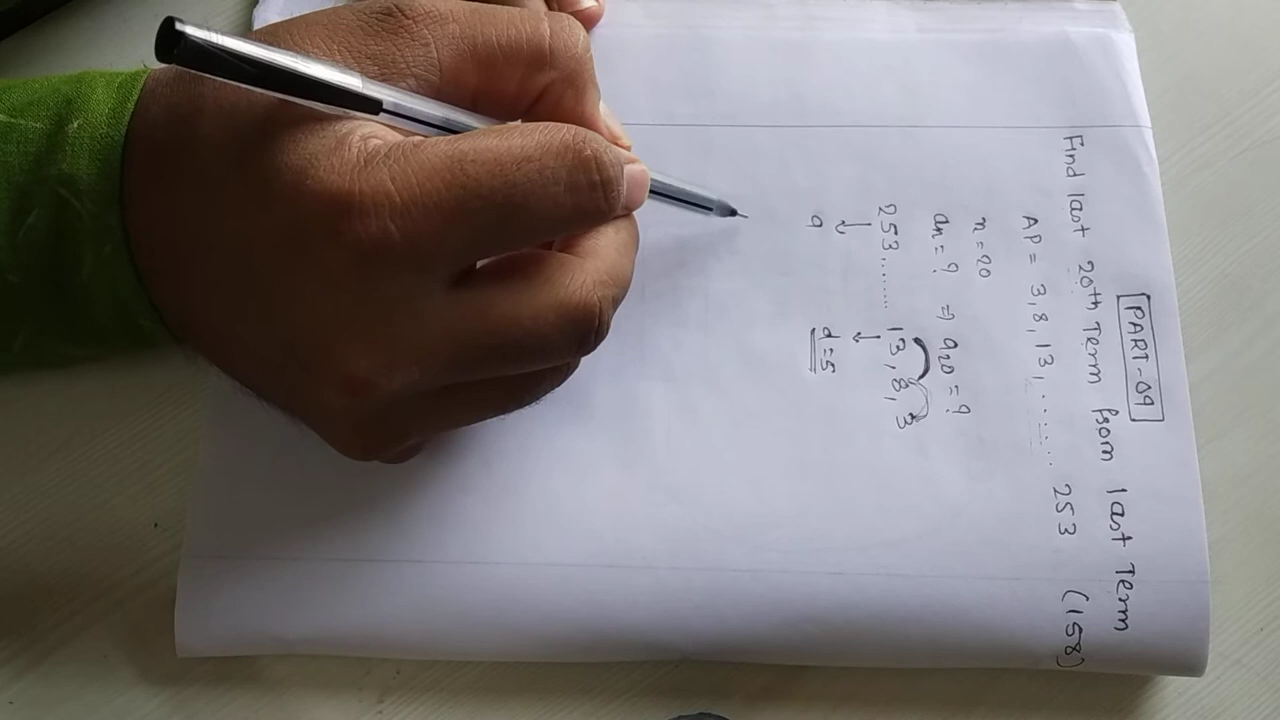 PART-09
Find last 20th Term from last Term
AP = 3, 8, 13, ........ 253 (158)
n = 20
an = ? ⇒ a20 = ?
253........ 13, 8, 3
↓ ↓
a d=5